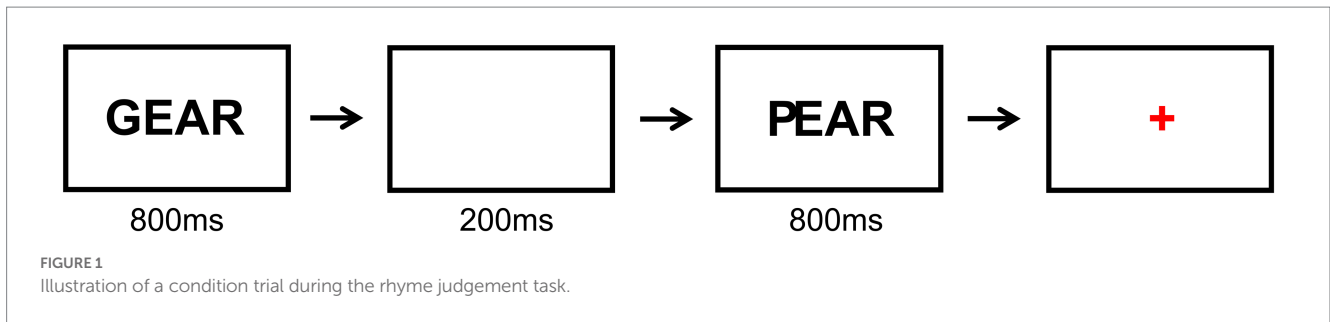 GEAR
PEAR
800ms
200ms
800ms
FIGURE 1
Illustration of a condition trial during the rhyme judgement task.